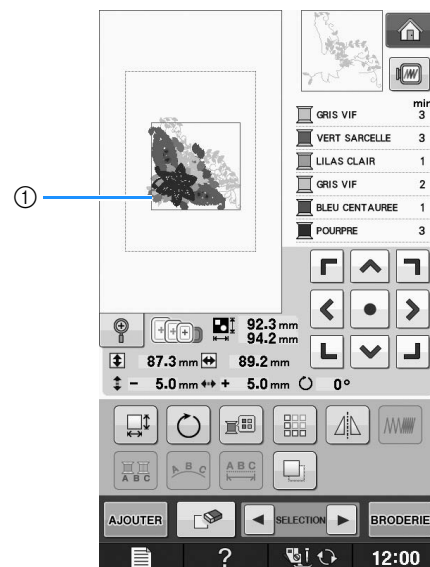 ①
min
GRIS VIF 3
VERT SARCELLE 3
LILAS CLAIR 1
GRIS VIF 2
BLEU CENTAUREE 1
POURPRE 3
92.3 mm
94.2 mm
87.3 mm 89.2 mm
- 5.0 mm + 5.0 mm 0°
A B C A B C A B C
AJOUTER SELECTION BRODERIE
? 12:00